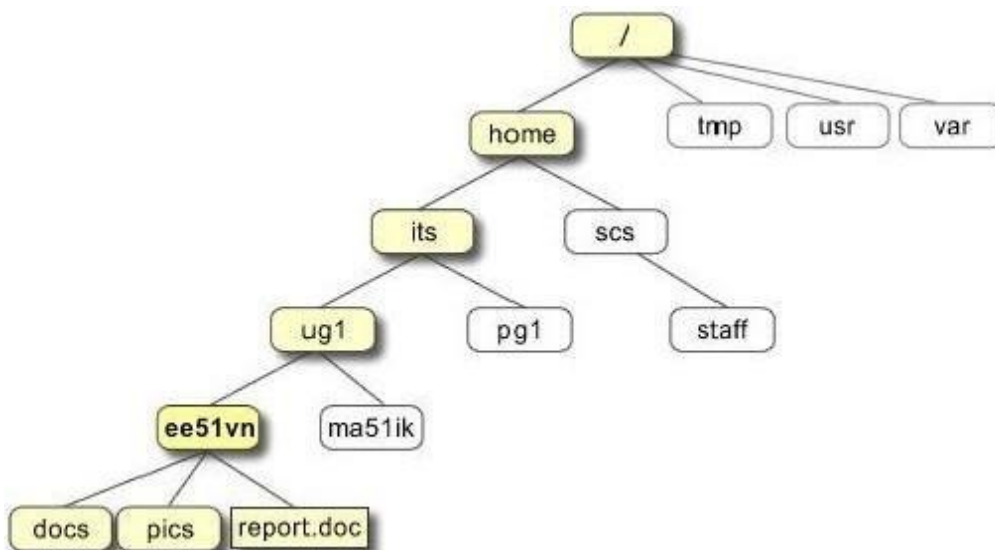 /
home
tmp
usr
var
its
scs
ug1
pg1
staff
ee51vn
ma51ik
docs
pics
report.doc